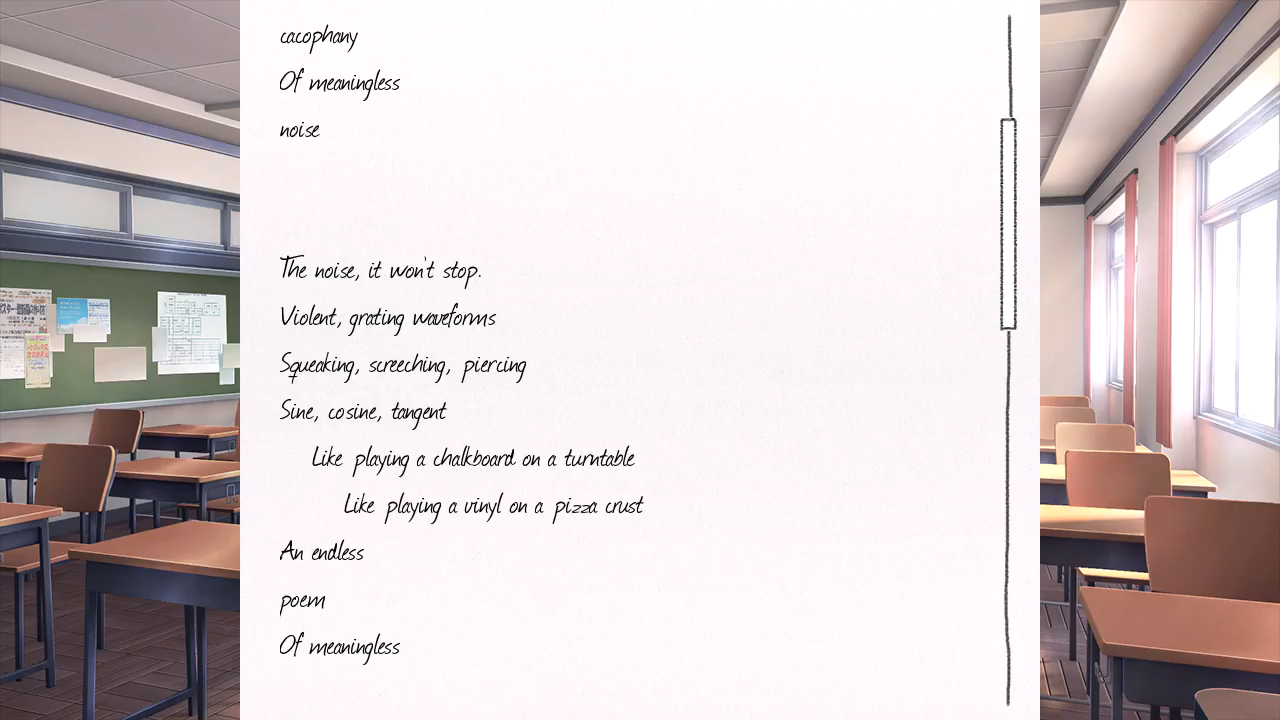 cacophany
Of meaningless
noise
The noise, it won't stop.
Violent, grating waveforms
Squeaking, screeching, piercing
Sine, cosine, tangent
Like playing a chalkboard on a turntable
Like playing a vinyl on a pizza crust
An endless
poem
Of meaningless